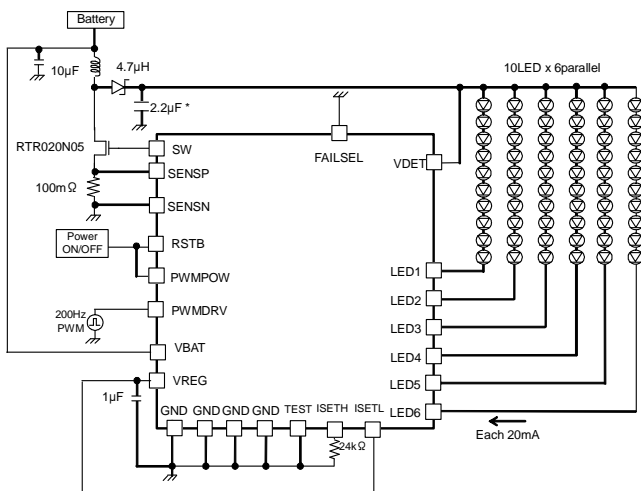 Battery
10µF
4.7µH
2.2µF *
10LED x 6parallel
RTR020N05
100mΩ
SW
SENSP
SENSN
FAILSEL
VDET
Power
ON/OFF
RSTB
PWMPOW
200Hz
PWM
PWMDRV
VBAT
VREG
1µF
LED1
LED2
LED3
LED4
LED5
LED6
GND
GND
GND
GND
TEST
ISETH
ISETL
24kΩ
Each 20mA